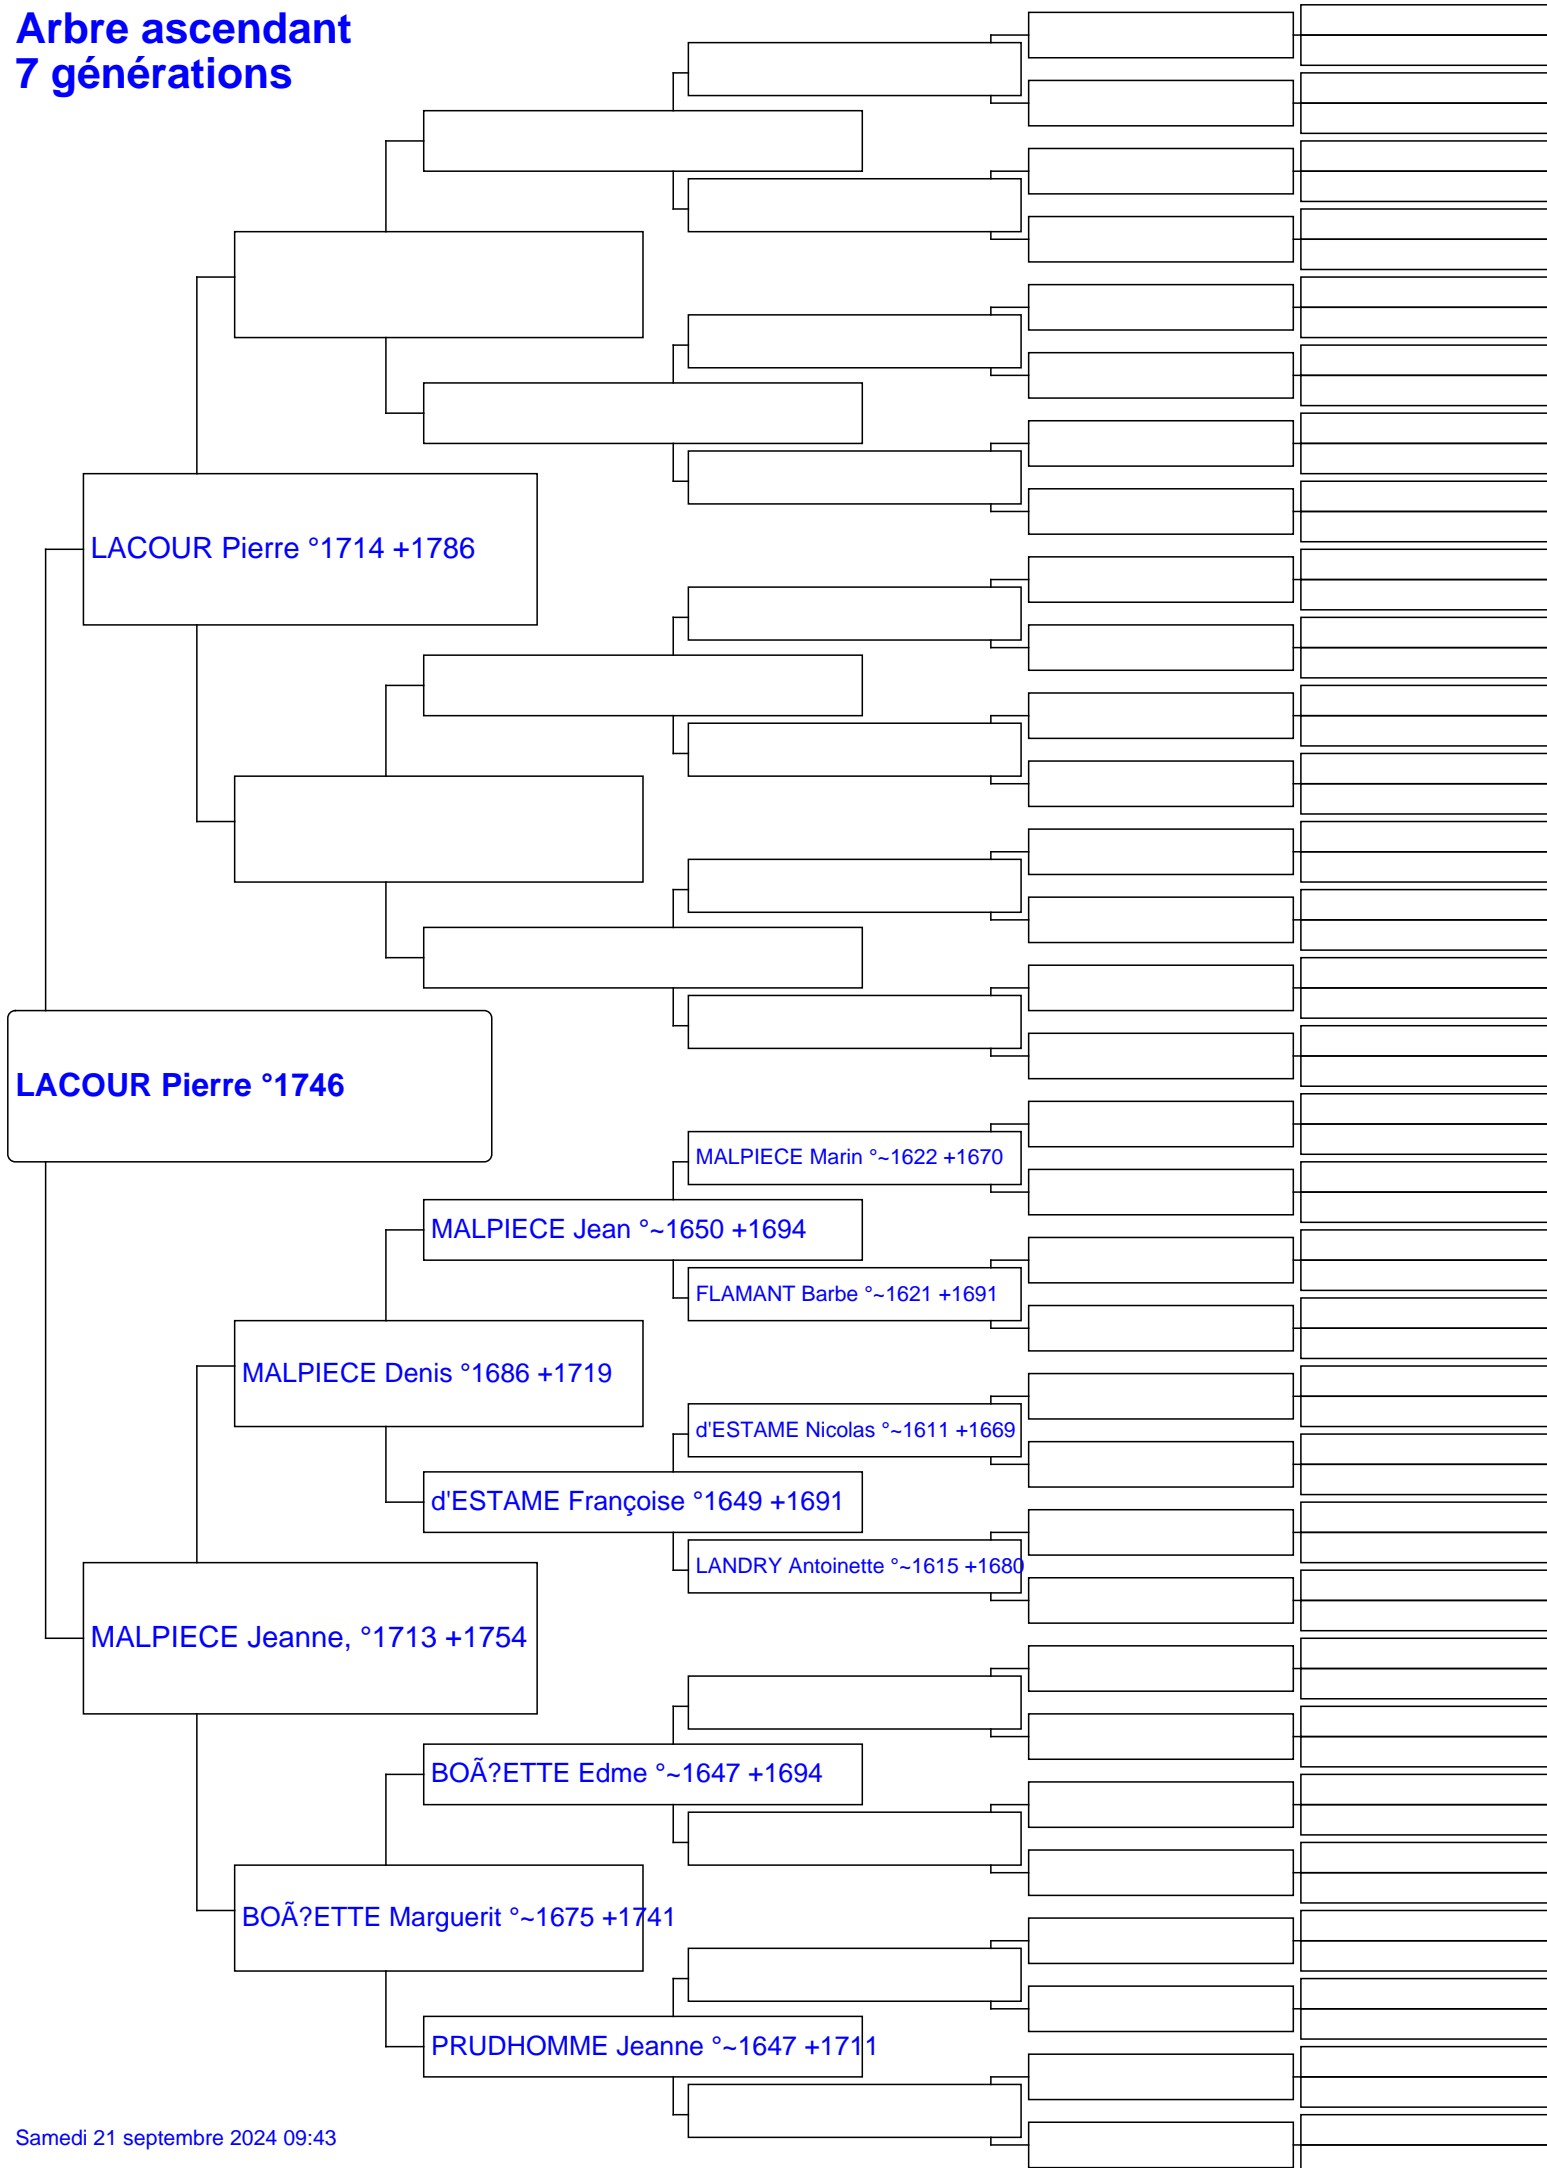 Arbre ascendant
7 générations
LACOUR Pierre °1714 +1786
LACOUR Pierre °1746
MALPIECE Marin °~1622 +1670
MALPIECE Jean °~1650 +1694
FLAMANT Barbe °~1621 +1691
MALPIECE Denis °1686 +1719
d'ESTAME Nicolas °~1611 +1669
d'ESTAME Françoise °1649 +1691
LANDRY Antoinette °~1615 +1680
MALPIECE Jeanne, °1713 +1754
BOÃ?ETTE Edme °~1647 +1694
BOÃ?ETTE Marguerit °~1675 +1741
PRUDHOMME Jeanne °~1647 +1711
Samedi 21 septembre 2024 09:43